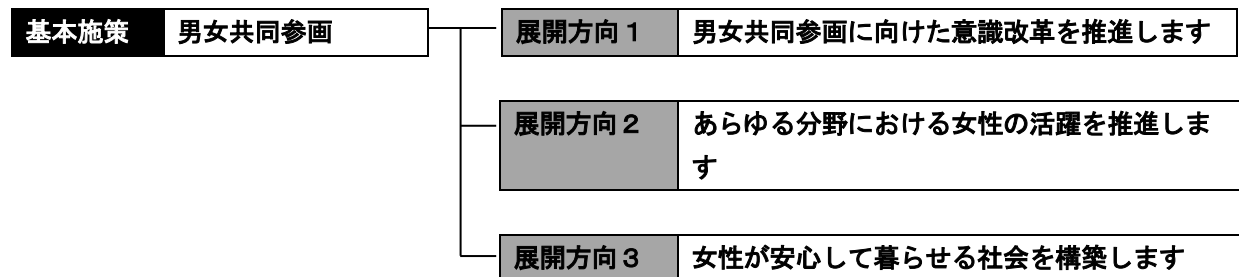 基本施策 男女共同参画
展開方向１ 男女共同参画に向けた意識改革を推進します
展開方向２ あらゆる分野における女性の活躍を推進しま
す
展開方向３ 女性が安心して暮らせる社会を構築します